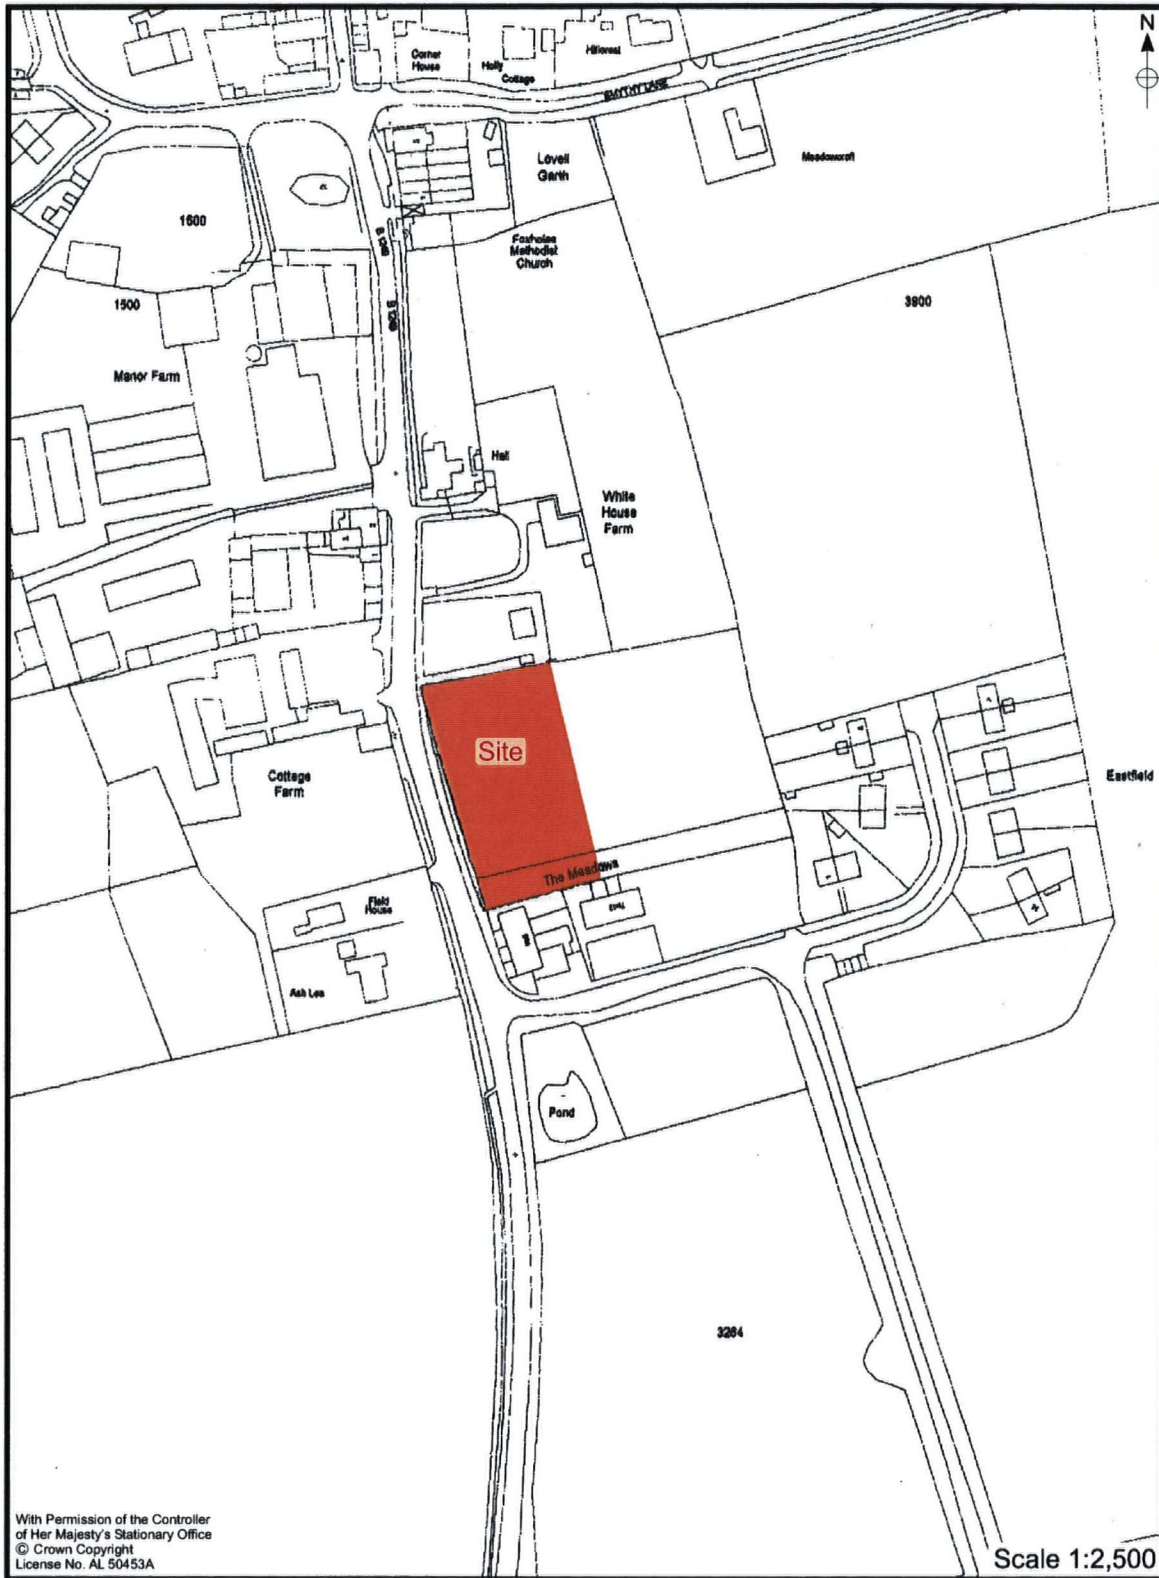 N
Corner
House
Holly
Cottage
Hillcrest
Lovell
Garth
Meadowcroft
1600
B 1249
Foxholes
Methodist
Church
B 1249
1500
3900
Manor Farm
Hall
White
House
Farm
Site
Cottage
Farm
Eastfield
The Meadows
Field
House
Ash Lea
Pond
3264
With Permission of the Controller
of Her Majesty's Stationary Office
© Crown Copyright
License No. AL 50453A
Scale 1:2,500